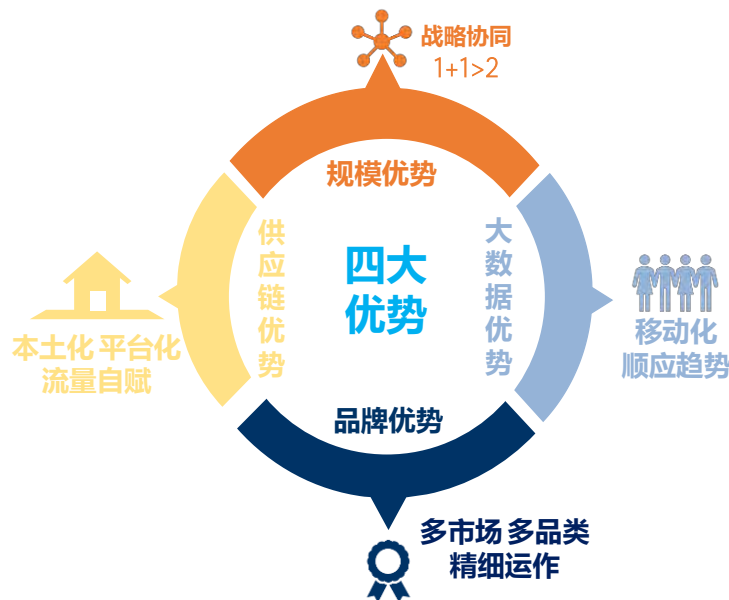 战略协同
1+1>2
规模优势
供应链优势
四大
优势
大数据优势
本土化 平台化
流量自赋
移动化
顺应趋势
品牌优势
多市场 多品类
精细运作